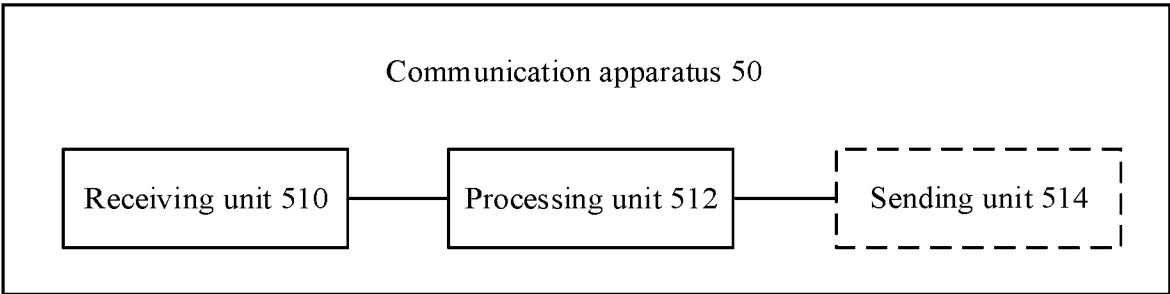 Communication apparatus 50
Receiving unit 510
Processing unit 512
Sending unit 514